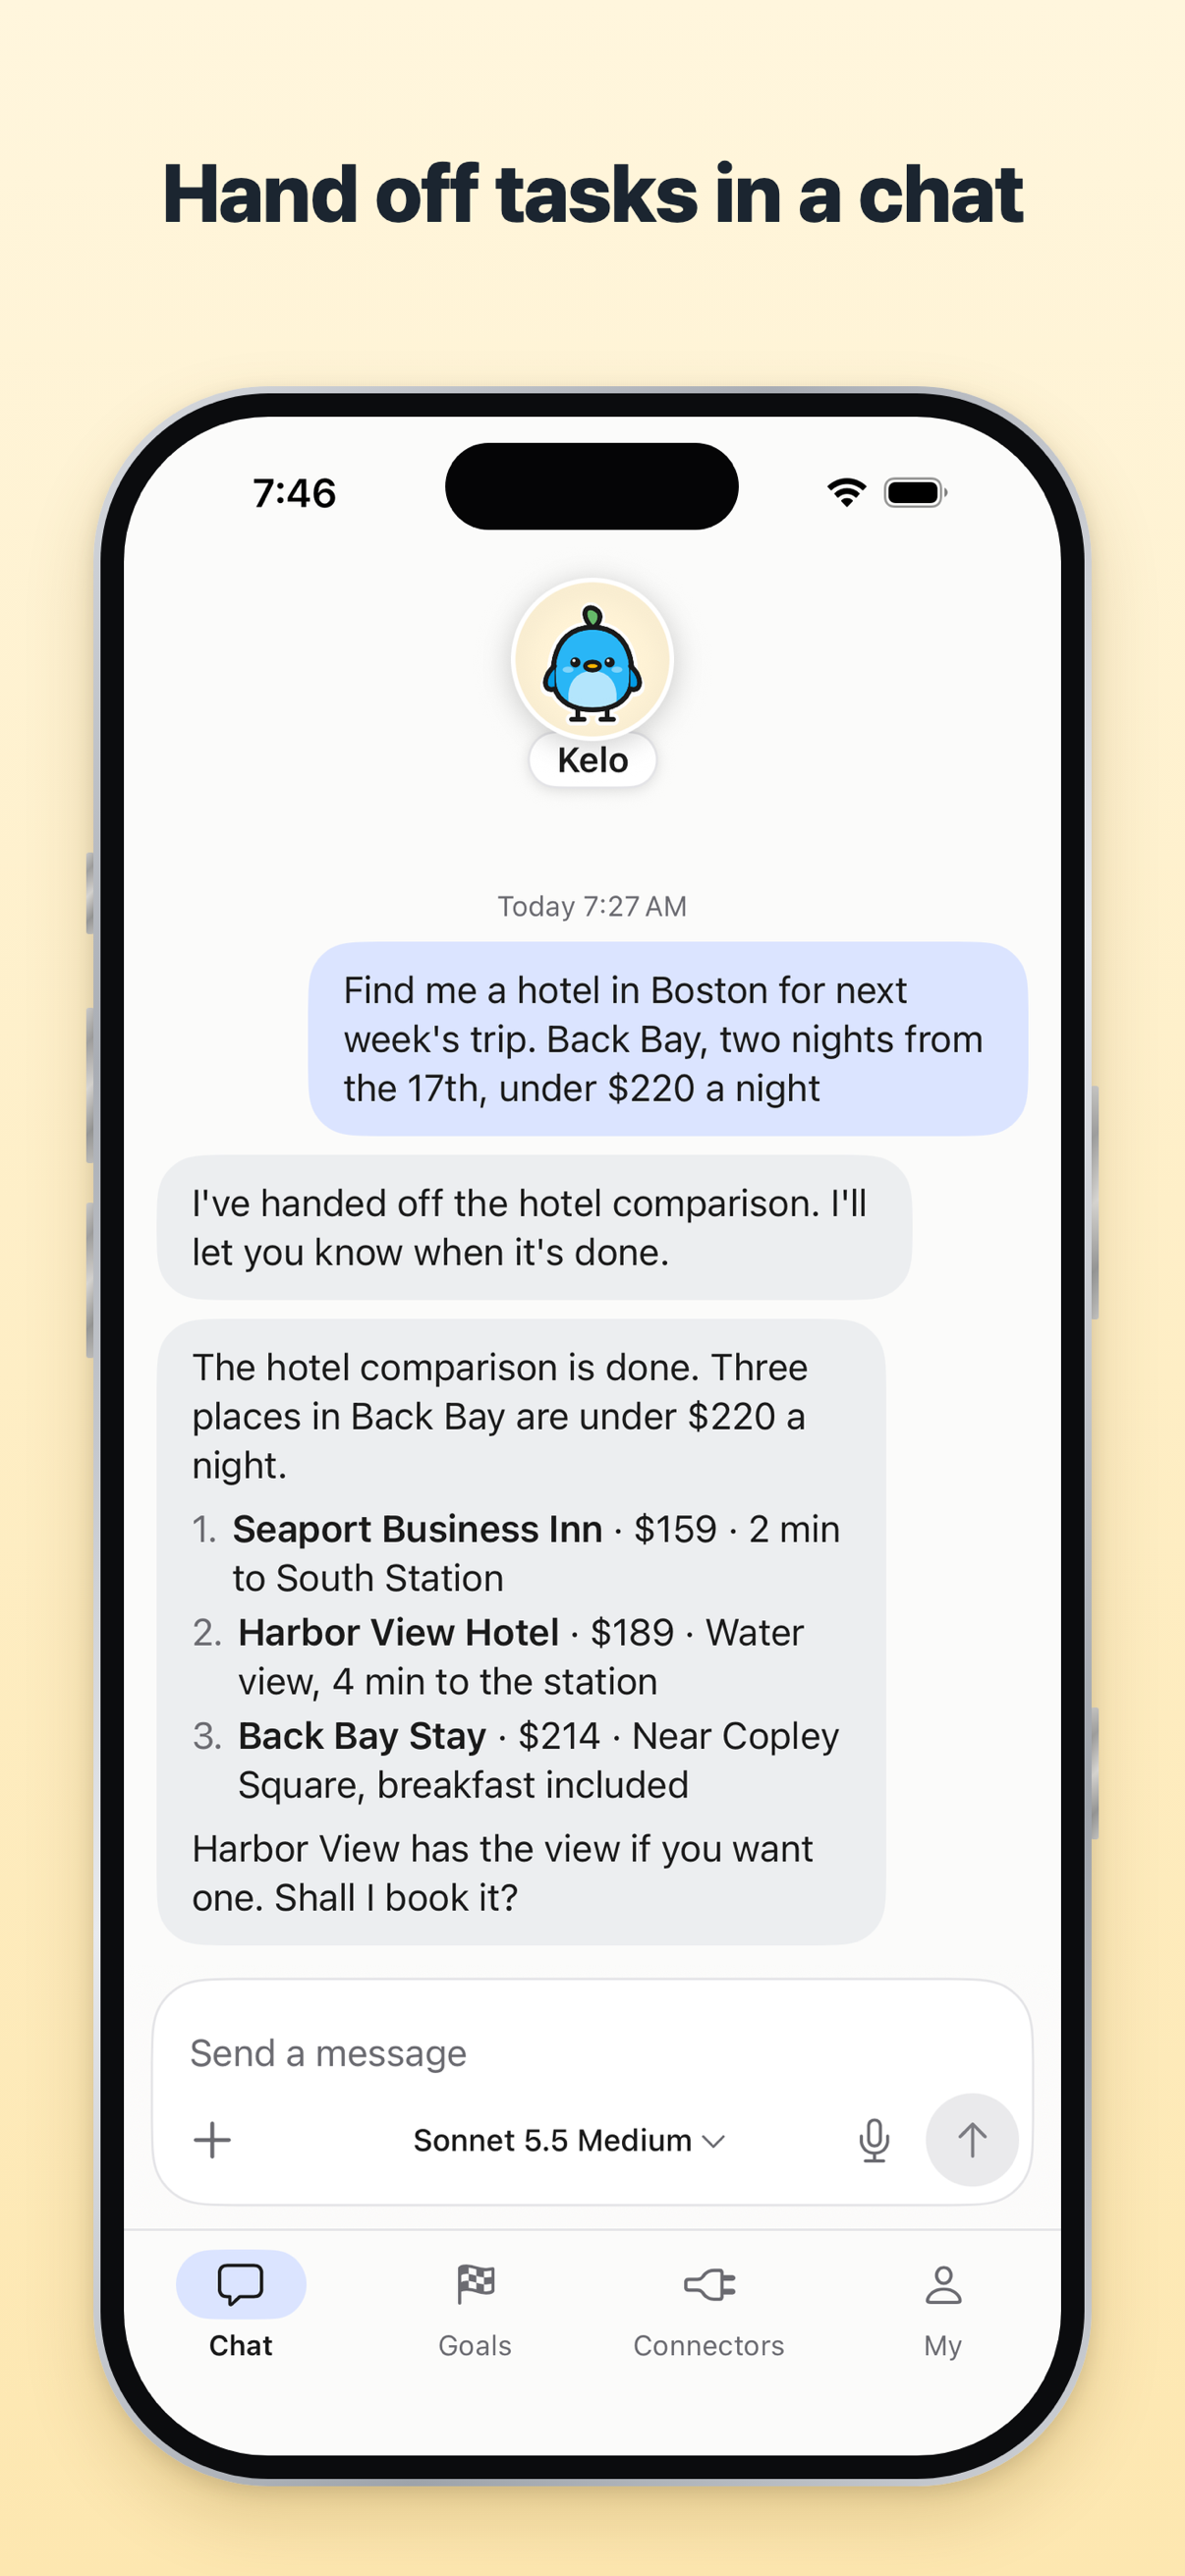 Hand off tasks in a chat
7:46
Kelo
Today 7:27 AM
Find me a hotel in Boston for next
week's trip. Back Bay, two nights from
the 17th, under $220 a night
I've handed off the hotel comparison. I'll
let you know when it's done.
The hotel comparison is done. Three
places in Back Bay are under $220 a
night.
1. Seaport Business Inn · $159 · 2 min
to South Station
2. Harbor View Hotel · $189 · Water
view, 4 min to the station
3. Back Bay Stay · $214 · Near Copley
Square, breakfast included
Harbor View has the view if you want
one. Shall I book it?
Send a message
Sonnet 5.5 Medium
Chat
Goals
Connectors
My